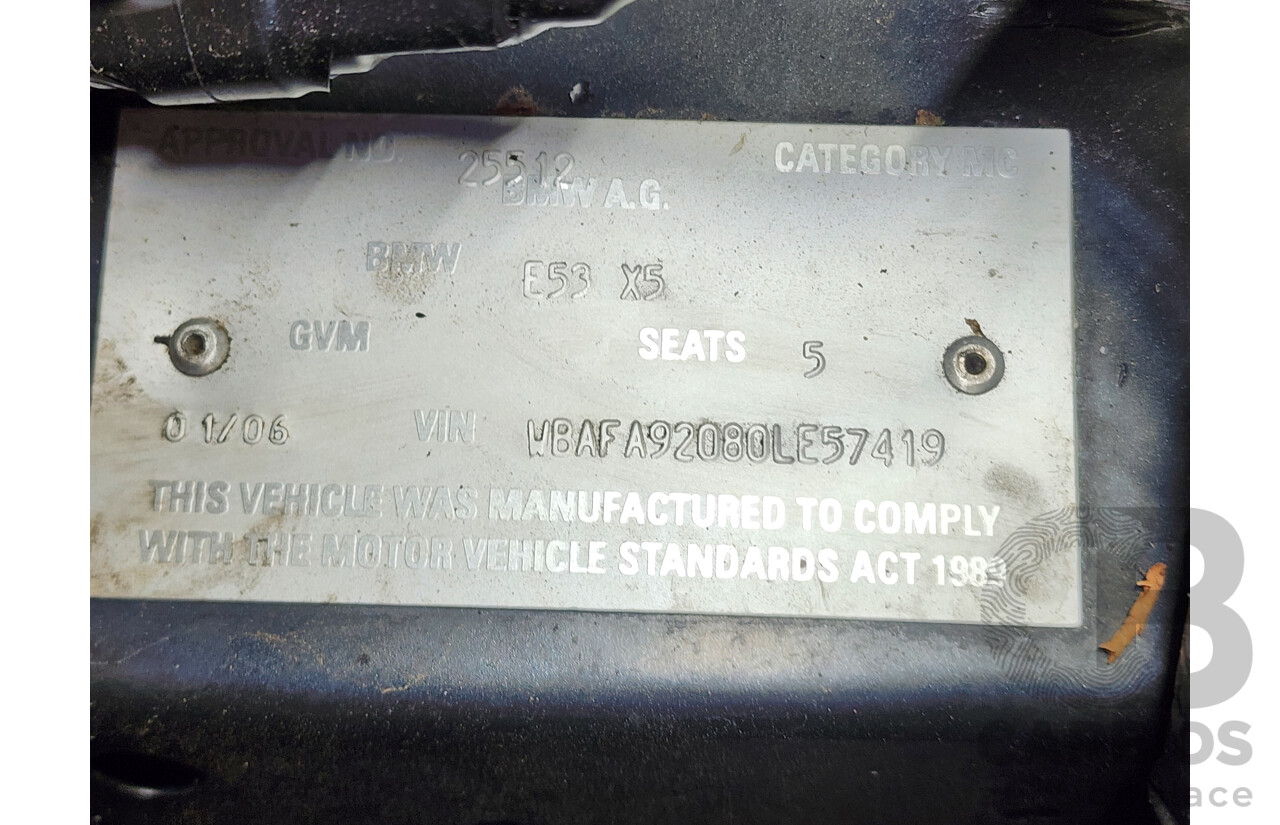 APPROVAL NO. 25512 CATEGORY MC
BMW A.G.
BMW E53 X5
GVM SEATS 5
01/06 VIN WBAFA92080LE57419
THIS VEHICLE WAS MANUFACTURED TO COMPLY
WITH THE MOTOR VEHICLE STANDARDS ACT 1989